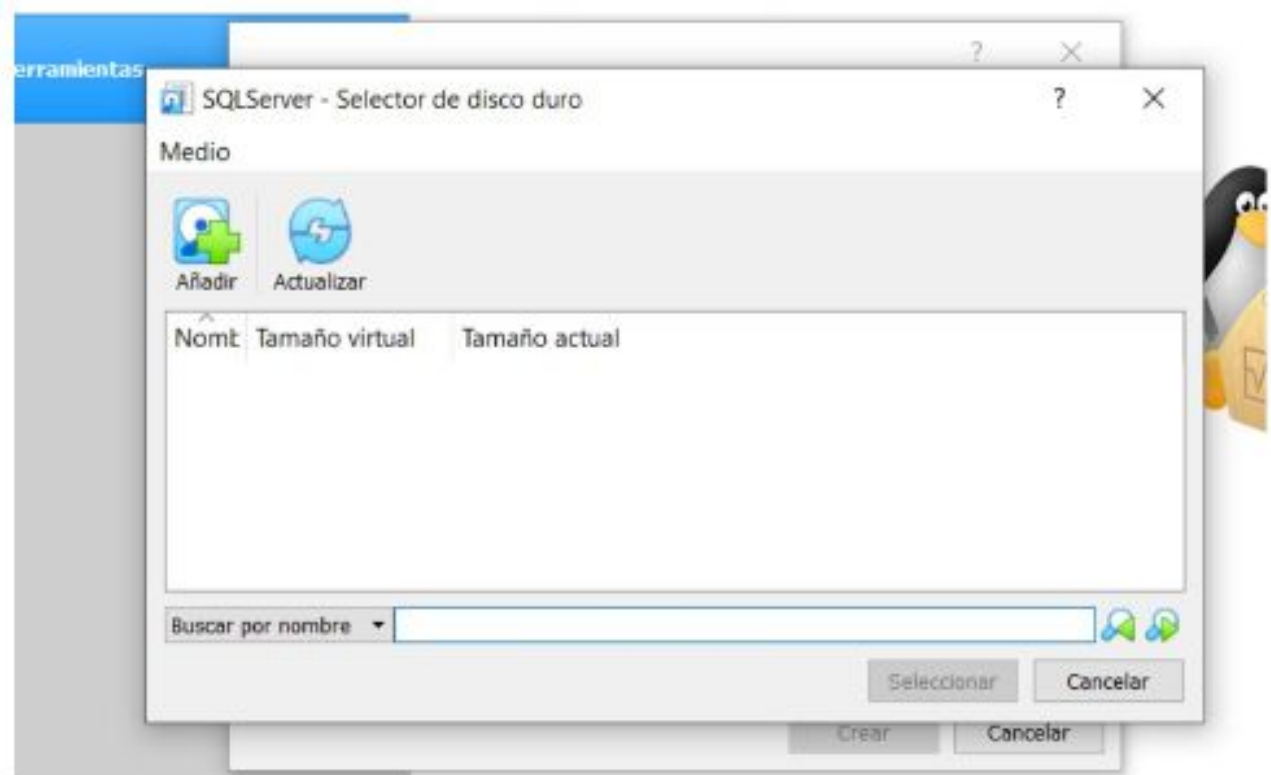 erramientas
SQLServer - Selector de disco duro
?
Medio
Añadir
Actualizar
Nomb Tamaño virtual Tamaño actual
Buscar por nombre
Seleccionar
Cancelar
Crear
Cancelar